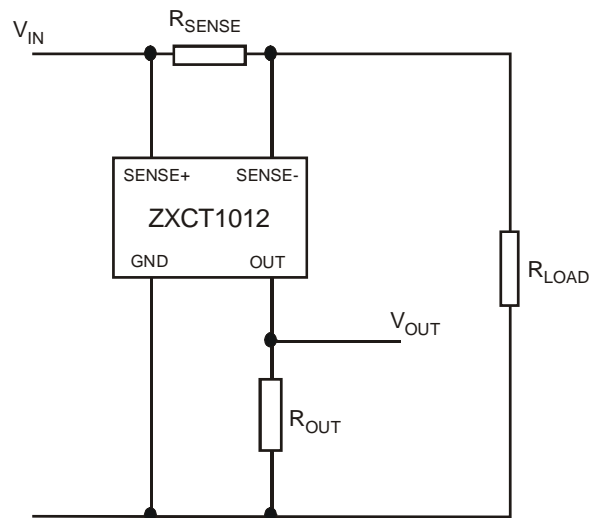 R_SENSE
V_IN
SENSE+ SENSE-
ZXCT1012
GND OUT
R_LOAD
V_OUT
R_OUT